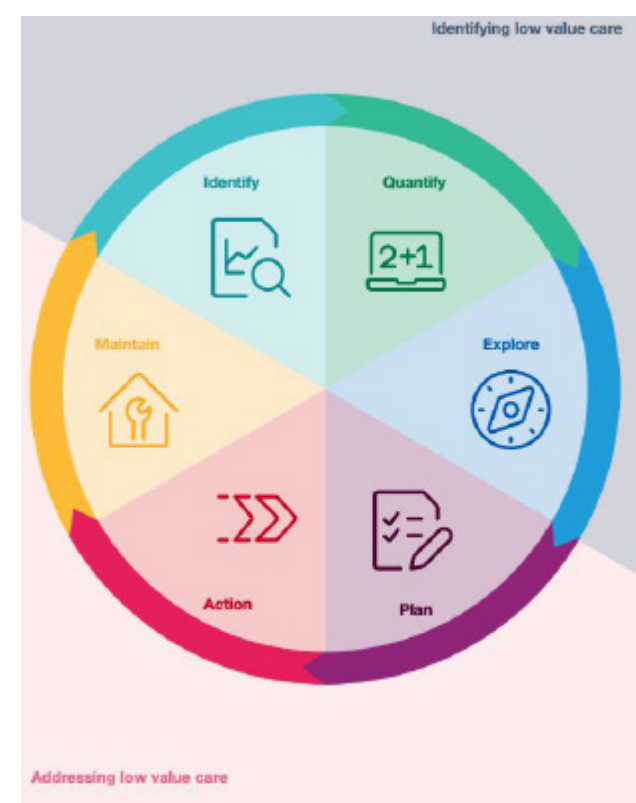 Identifying low value care
Identify
Quantify
2+1
Maintain
Explore
Action
Plan
Addressing low value care